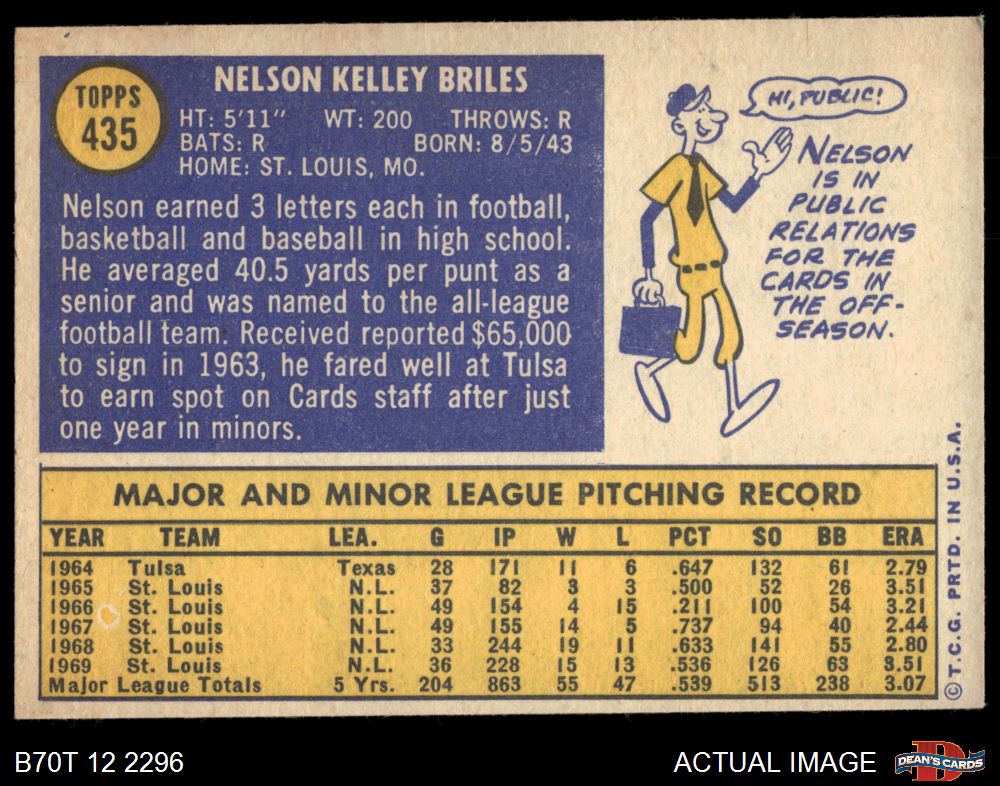 TOPPS
435
NELSON KELLEY BRILES
HT: 5'11" WT: 200 THROWS: R
BATS: R BORN: 8/5/43
HOME: ST. LOUIS, MO.
Nelson earned 3 letters each in football,
basketball and baseball in high school.
He averaged 40.5 yards per punt as a
senior and was named to the all-league
football team. Received reported $65,000
to sign in 1963, he fared well at Tulsa
to earn spot on Cards staff after just
one year in minors.
HI, PUBLIC!
NELSON
IS IN
PUBLIC
RELATIONS
FOR THE
CARDS IN
THE OFF-
SEASON.
MAJOR AND MINOR LEAGUE PITCHING RECORD
YEAR TEAM LEA. G IP W L PCT SO BB ERA
1964 Tulsa Texas 28 171 11 6 .647 132 61 2.79
1965 St. Louis N.L. 37 82 3 3 .500 52 26 3.51
1966 St. Louis N.L. 49 154 4 15 .211 100 54 3.21
1967 St. Louis N.L. 49 155 14 5 .737 94 40 2.44
1968 St. Louis N.L. 33 244 19 11 .633 141 55 2.80
1969 St. Louis N.L. 36 228 15 13 .536 126 63 3.51
Major League Totals 5 Yrs. 204 863 55 47 .539 513 238 3.07
© T.C.G. PRTD. IN U.S.A.
B70T 12 2296
ACTUAL IMAGE
D
DEAN'S CARDS